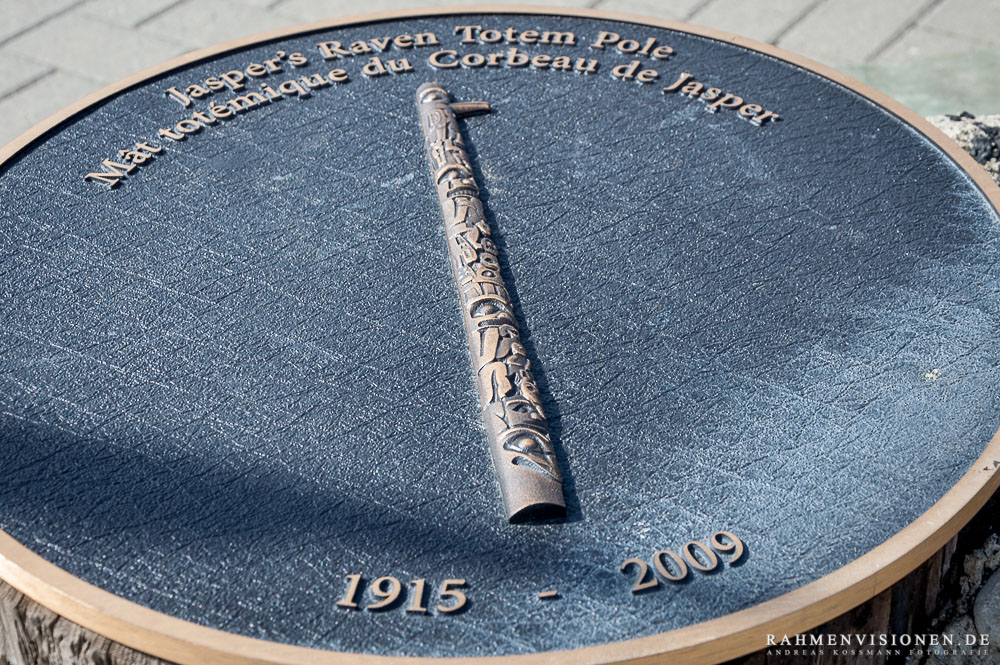 Jasper's Raven Totem Pole
Mât totémique du Corbeau de Jasper
1915 - 2009
RAHMENVISIONEN.DE
ANDREAS KOSSMANN FOTOGRAFIE